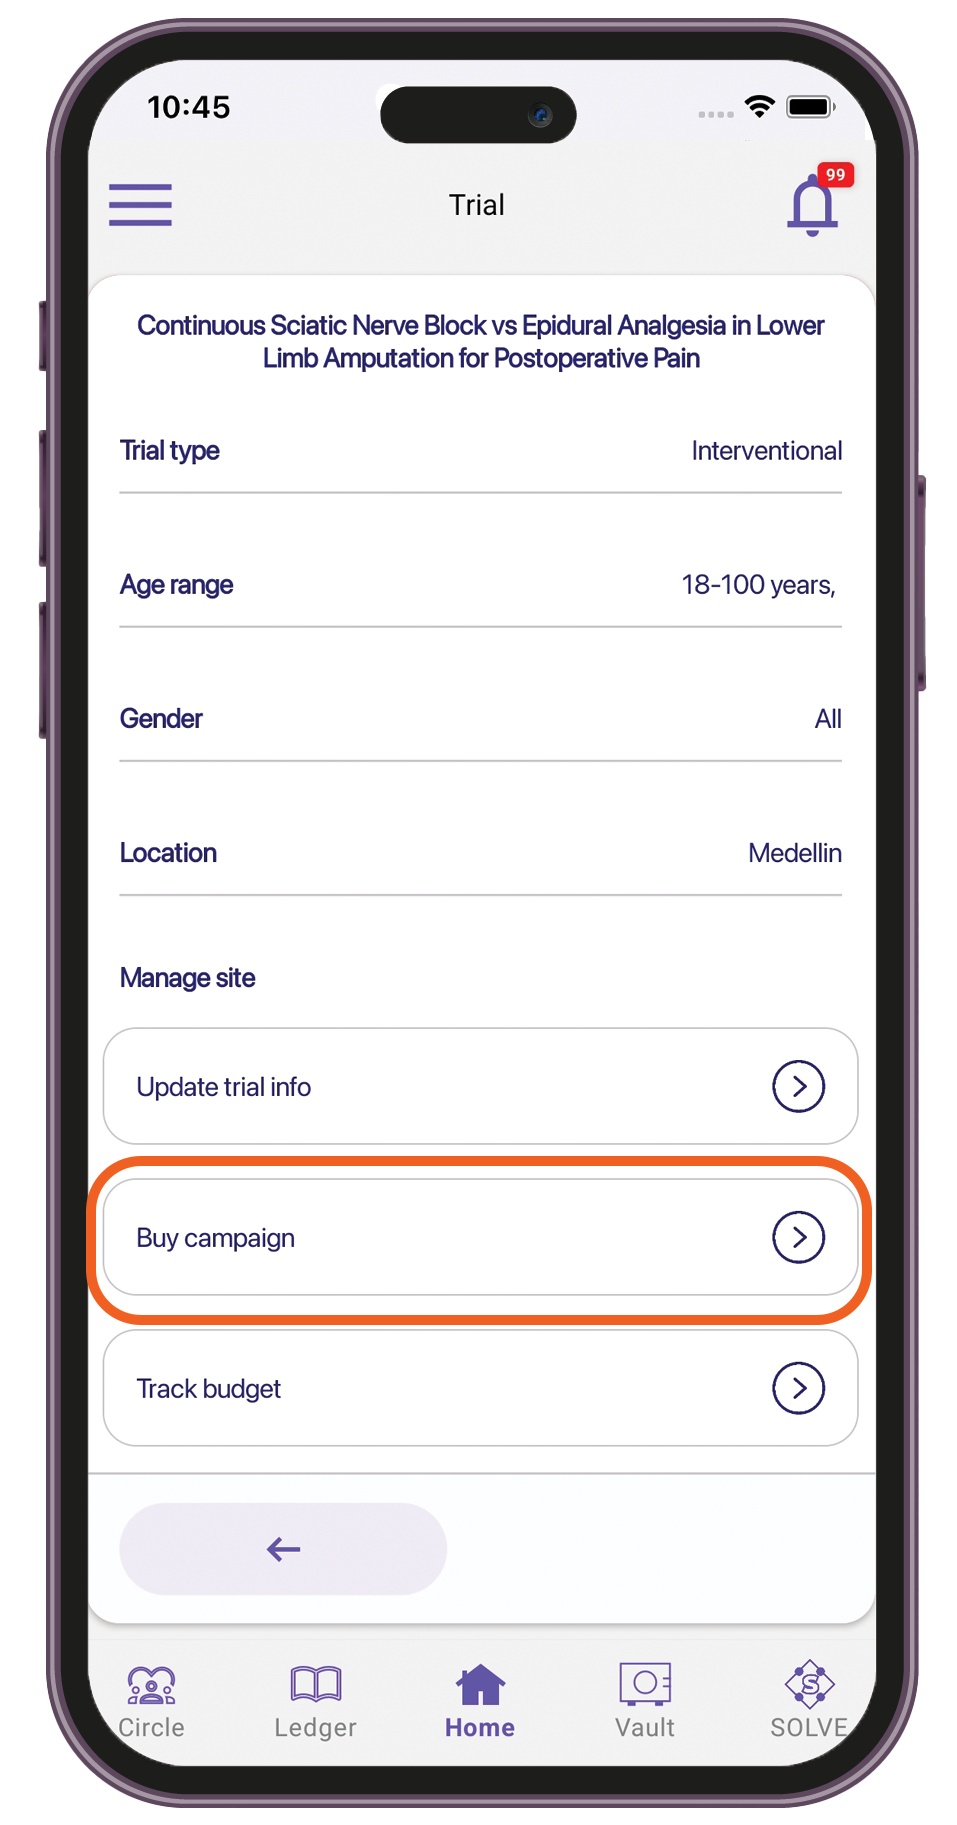 10:45
99
Trial
Continuous Sciatic Nerve Block vs Epidural Analgesia in Lower
Limb Amputation for Postoperative Pain
Trial type Interventional
Age range 18-100 years,
Gender All
Location Medellin
Manage site
Update trial info
Buy campaign
Track budget
Circle Ledger Home Vault SOLVE